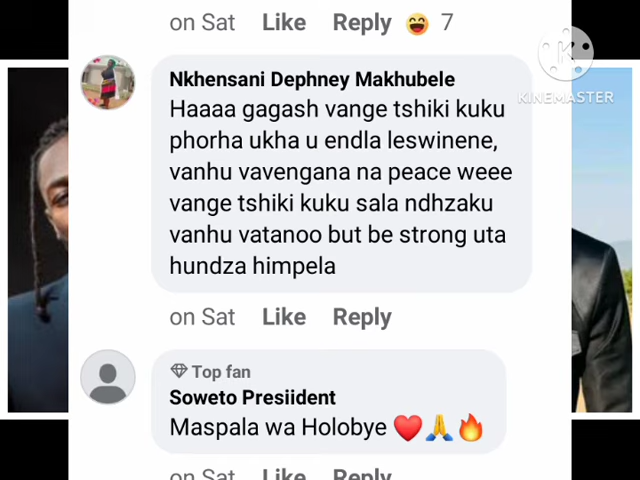 on Sat Like Reply 😄 7
KINEMASTER
Nkhensani Dephney Makhubele
Haaaa gagash vange tshiki kuku
phorha ukha u endla leswinene,
vanhu vavengana na peace weee
vange tshiki kuku sala ndhzaku
vanhu vatanoo but be strong uta
hundza himpela
on Sat Like Reply
Top fan
Soweto Presiident
Maspala wa Holobye ❤️🙏🔥
on Sat Like Reply